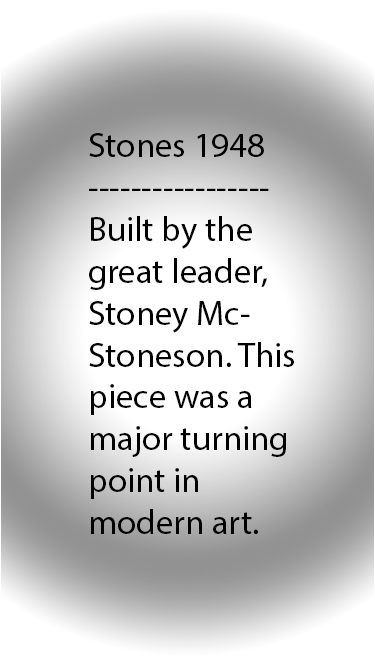 Stones 1948
-----------------
Built by the
great leader,
Stoney Mc-
Stoneson. This
piece was a
major turning
point in
modern art.